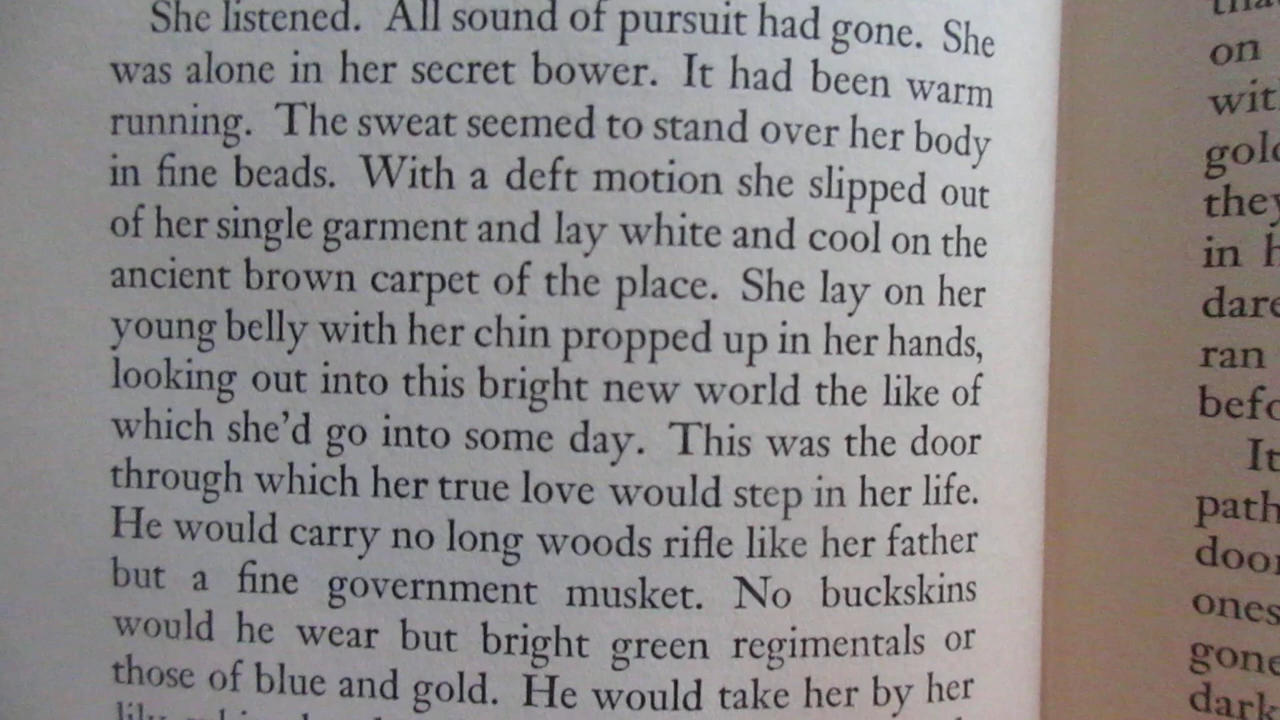 She listened. All sound of pursuit had gone. She
was alone in her secret bower. It had been warm
running. The sweat seemed to stand over her body
in fine beads. With a deft motion she slipped out
of her single garment and lay white and cool on the
ancient brown carpet of the place. She lay on her
young belly with her chin propped up in her hands,
looking out into this bright new world the like of
which she'd go into some day. This was the door
through which her true love would step in her life.
He would carry no long woods rifle like her father
but a fine government musket. No buckskins
would he wear but bright green regimentals or
those of blue and gold. He would take her by her
on
ran
It